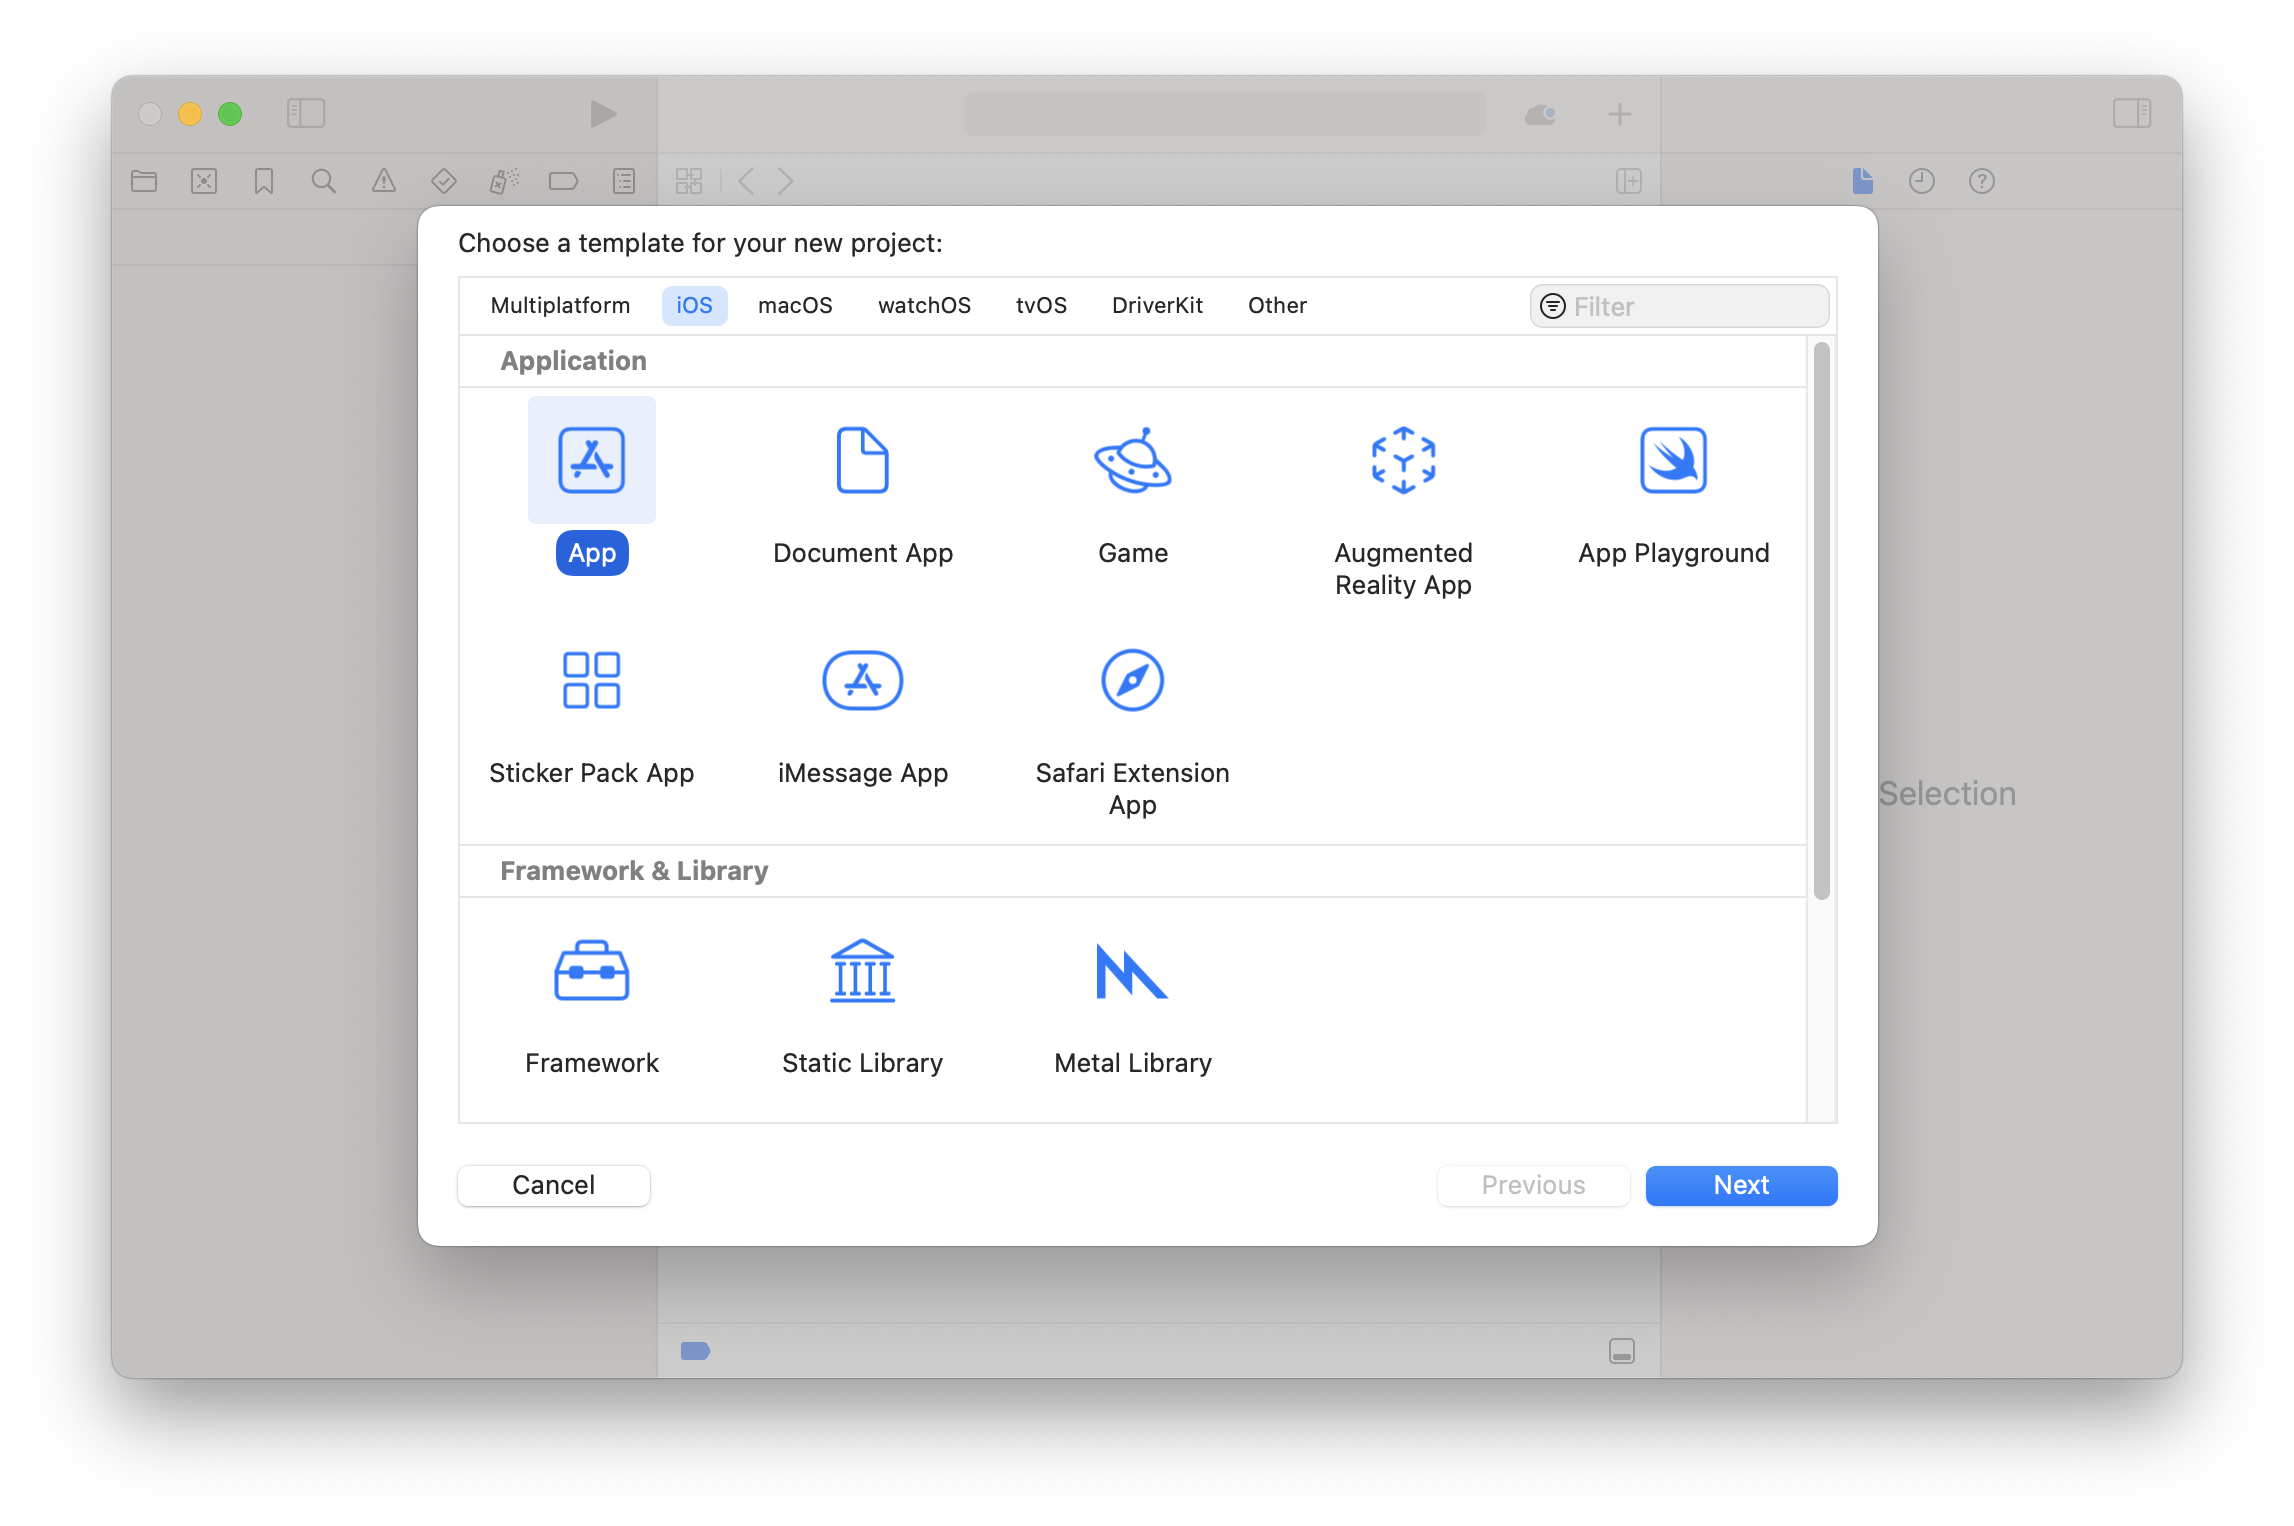 Choose a template for your new project:
Multiplatform iOS macOS watchOS tvOS DriverKit Other Filter
Application
App Document App Game Augmented Reality App App Playground
Sticker Pack App iMessage App Safari Extension App
Selection
Framework & Library
Framework Static Library Metal Library
Cancel Previous Next